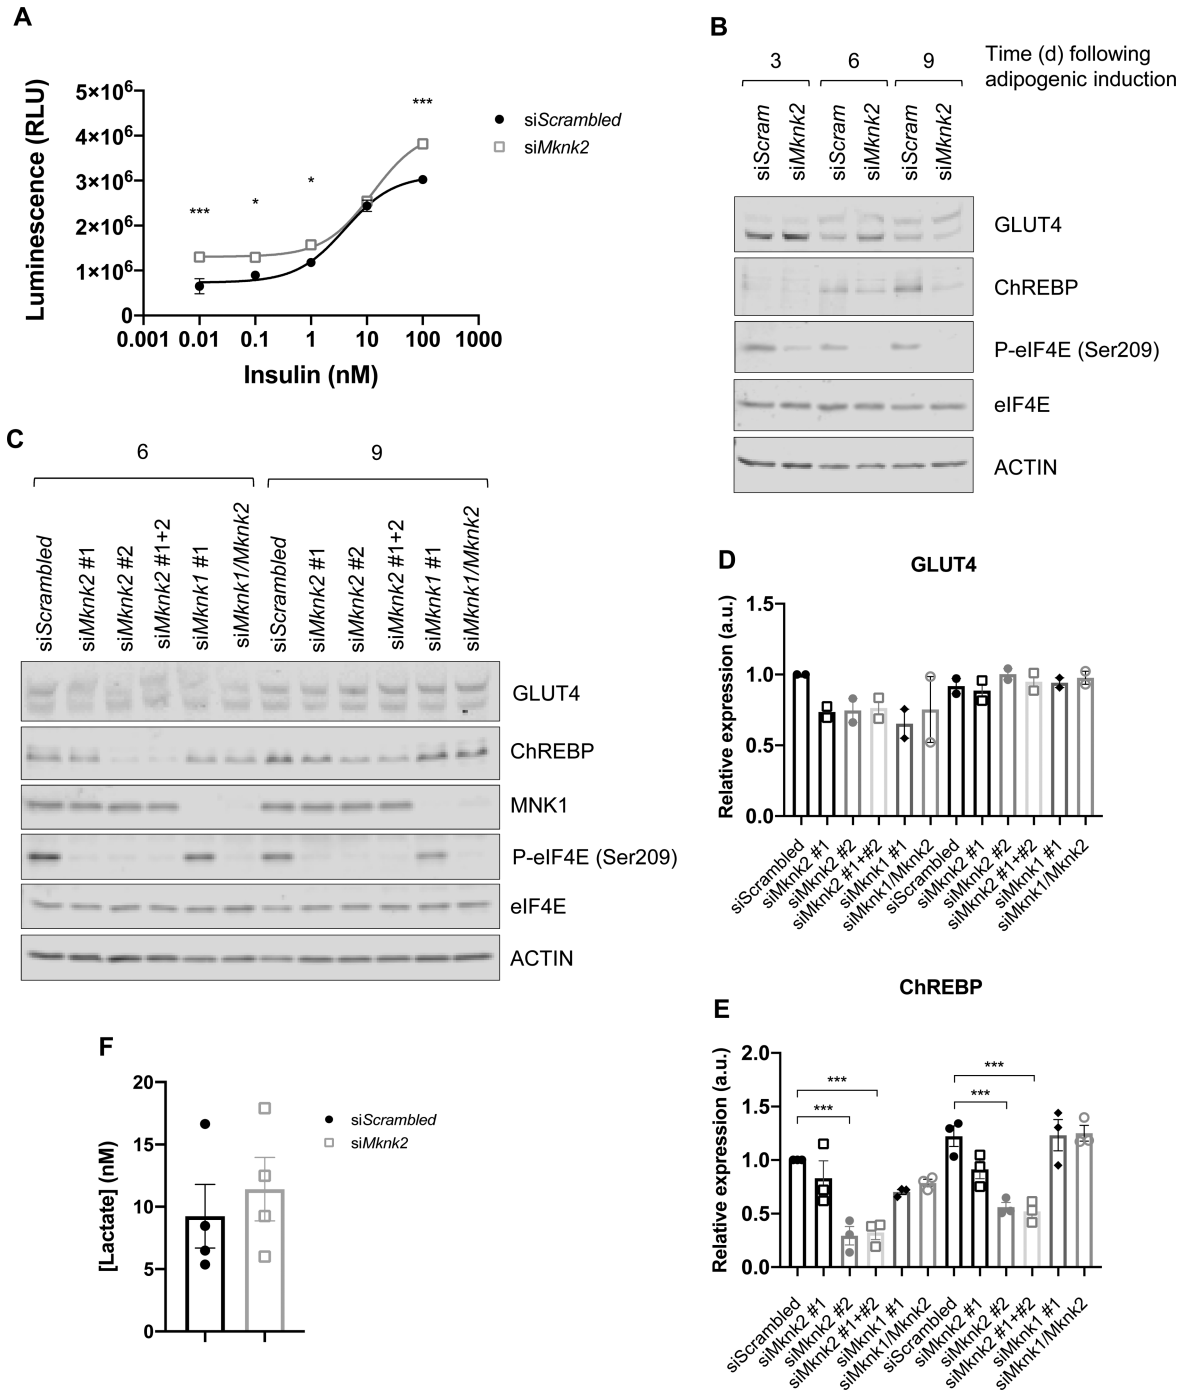 A
Luminescence (RLU)
5×10⁶
4×10⁶
3×10⁶
2×10⁶
1×10⁶
0
0.001 0.01 0.1 1 10 100 1000
Insulin (nM)
***
*
*
***
siScrambled
siMknk2
B
3 6 9
Time (d) following
adipogenic induction
siScram
siMknk2
siScram
siMknk2
siScram
siMknk2
GLUT4
ChREBP
P-eIF4E (Ser209)
eIF4E
ACTIN
C
6 9
siScrambled
siMknk2 #1
siMknk2 #2
siMknk2 #1+2
siMknk1 #1
siMknk1/Mknk2
siScrambled
siMknk2 #1
siMknk2 #2
siMknk2 #1+2
siMknk1 #1
siMknk1/Mknk2
GLUT4
ChREBP
MNK1
P-eIF4E (Ser209)
eIF4E
ACTIN
D
GLUT4
Relative expression (a.u.)
1.5
1.0
0.5
0.0
siScrambled
siMknk2 #1
siMknk2 #2
siMknk2 #1+#2
siMknk1 #1
siMknk1/Mknk2
siScrambled
siMknk2 #1
siMknk2 #2
siMknk2 #1+#2
siMknk1 #1
siMknk1/Mknk2
ChREBP
E
Relative expression (a.u.)
2.0
1.5
1.0
0.5
0.0
***
***
***
***
siScrambled
siMknk2 #1
siMknk2 #2
siMknk2 #1+#2
siMknk1 #1
siMknk1/Mknk2
siScrambled
siMknk2 #1
siMknk2 #2
siMknk2 #1+#2
siMknk1 #1
siMknk1/Mknk2
F
[Lactate] (nM)
20
15
10
5
0
siScrambled
siMknk2